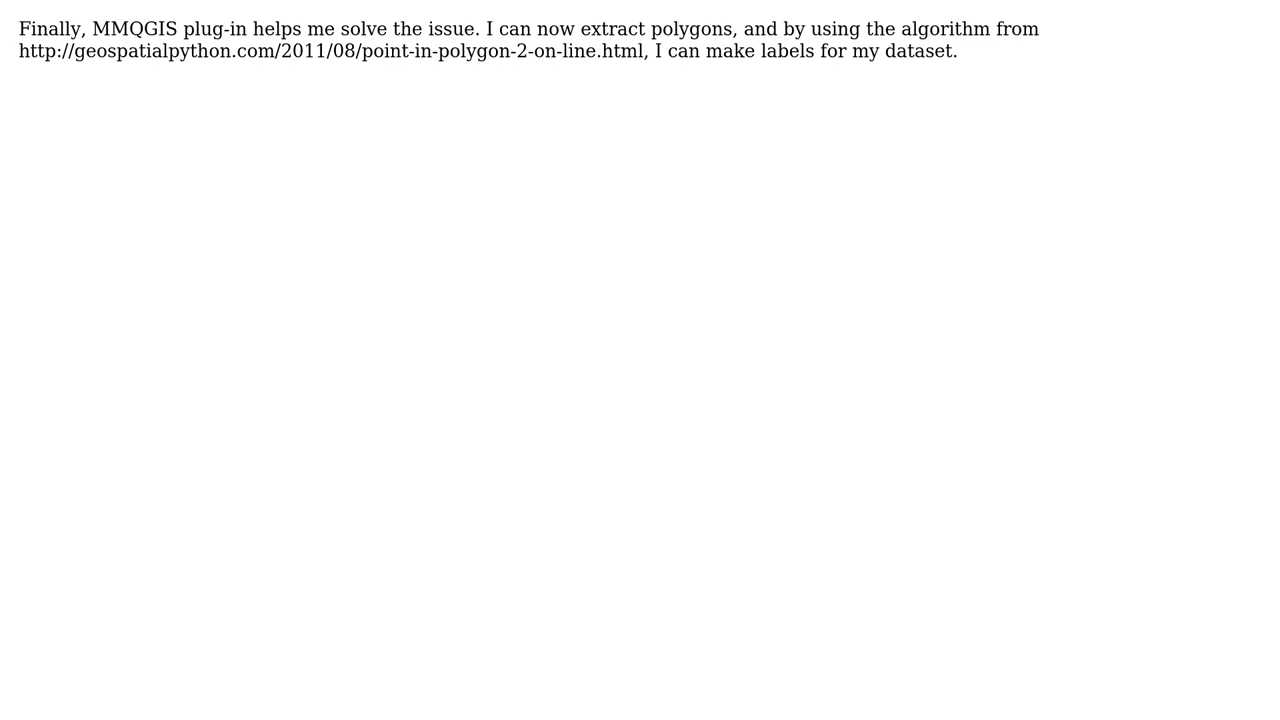 Finally, MMQGIS plug-in helps me solve the issue. I can now extract polygons, and by using the algorithm from
http://geospatialpython.com/2011/08/point-in-polygon-2-on-line.html, I can make labels for my dataset.